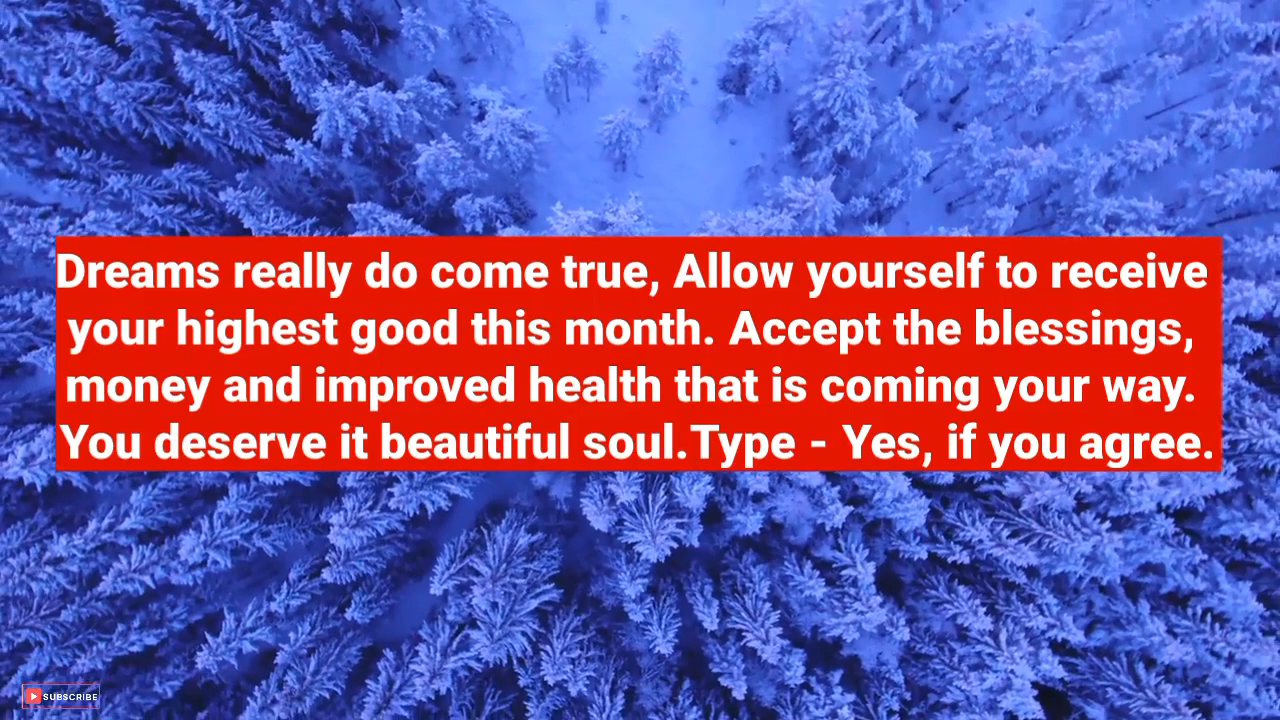 Dreams really do come true, Allow yourself to receive
your highest good this month. Accept the blessings,
money and improved health that is coming your way.
You deserve it beautiful soul.Type - Yes, if you agree.
SUBSCRIBE